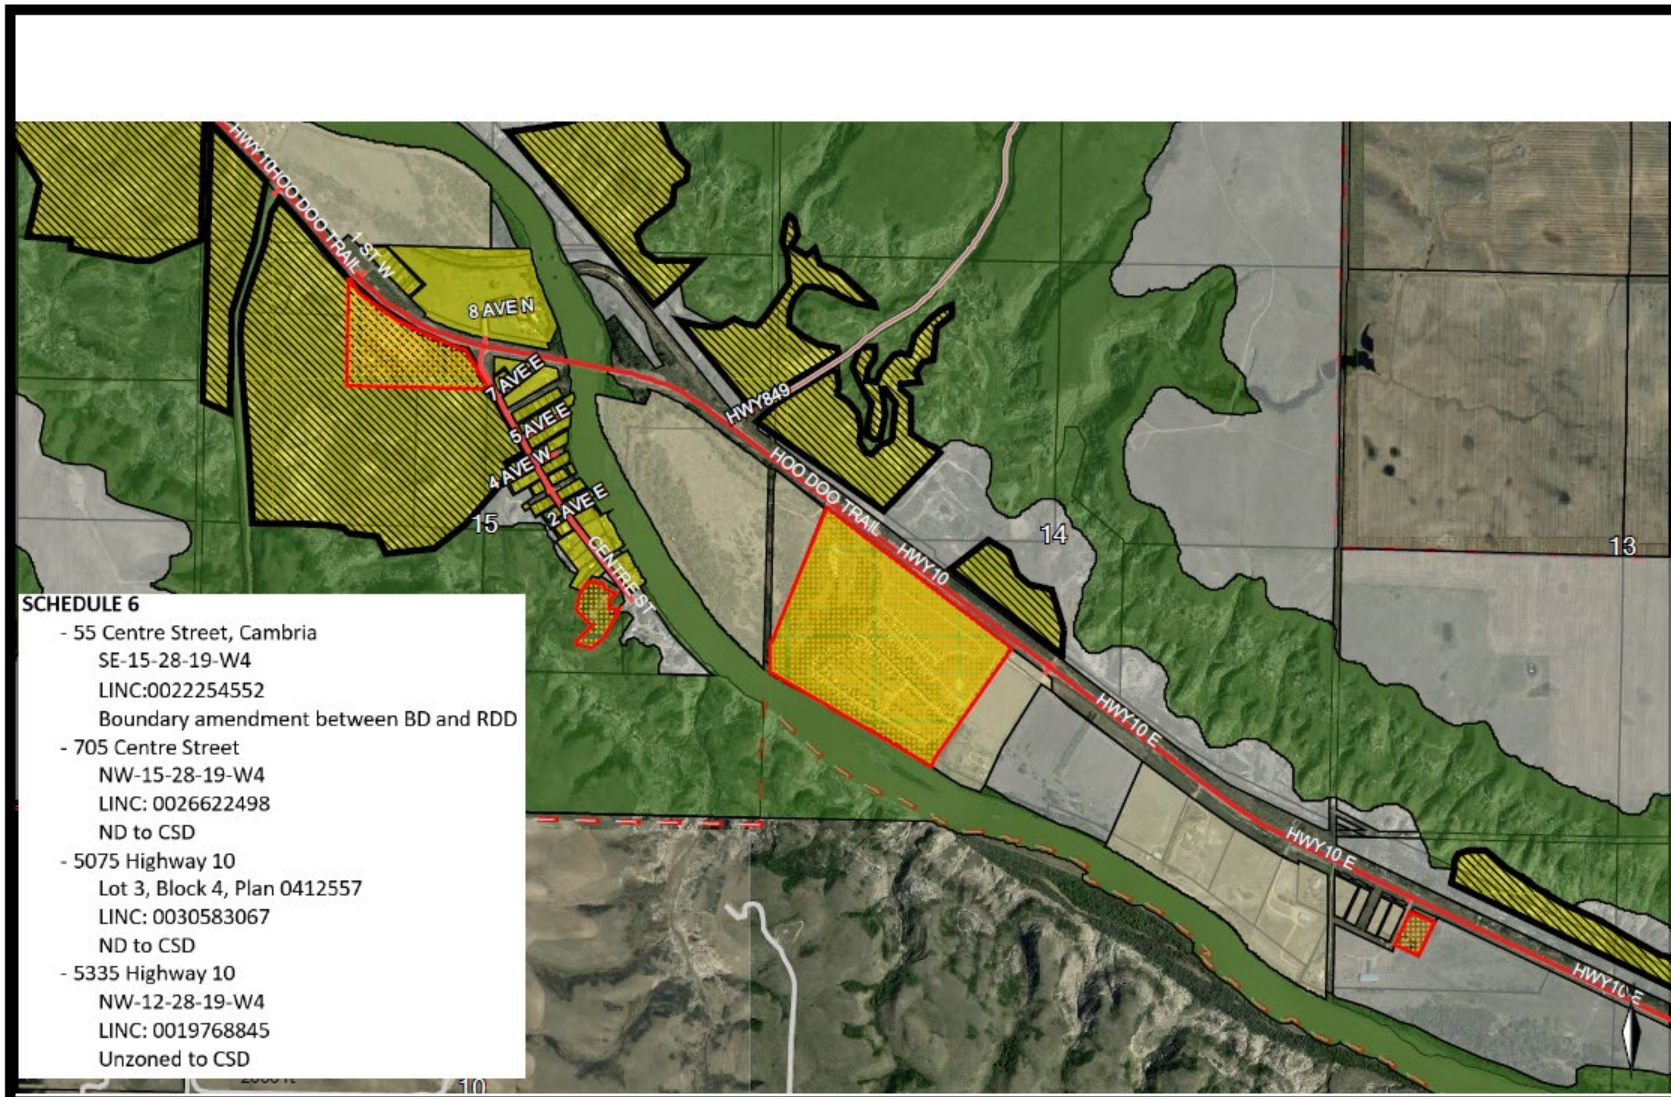 HWY10
HOO DOO TRAIL
1 ST W
8 AVE N
7 AVE E
5 AVE E
4 AVE W
2 AVE E
CENTRE ST
15
HWY849
HOO DOO TRAIL
HWY10
14
13
HWY10 E
HWY10 E
HWY10 E
SCHEDULE 6
- 55 Centre Street, Cambria
SE-15-28-19-W4
LINC:0022254552
Boundary amendment between BD and RDD
- 705 Centre Street
NW-15-28-19-W4
LINC: 0026622498
ND to CSD
- 5075 Highway 10
Lot 3, Block 4, Plan 0412557
LINC: 0030583067
ND to CSD
- 5335 Highway 10
NW-12-28-19-W4
LINC: 0019768845
Unzoned to CSD
10